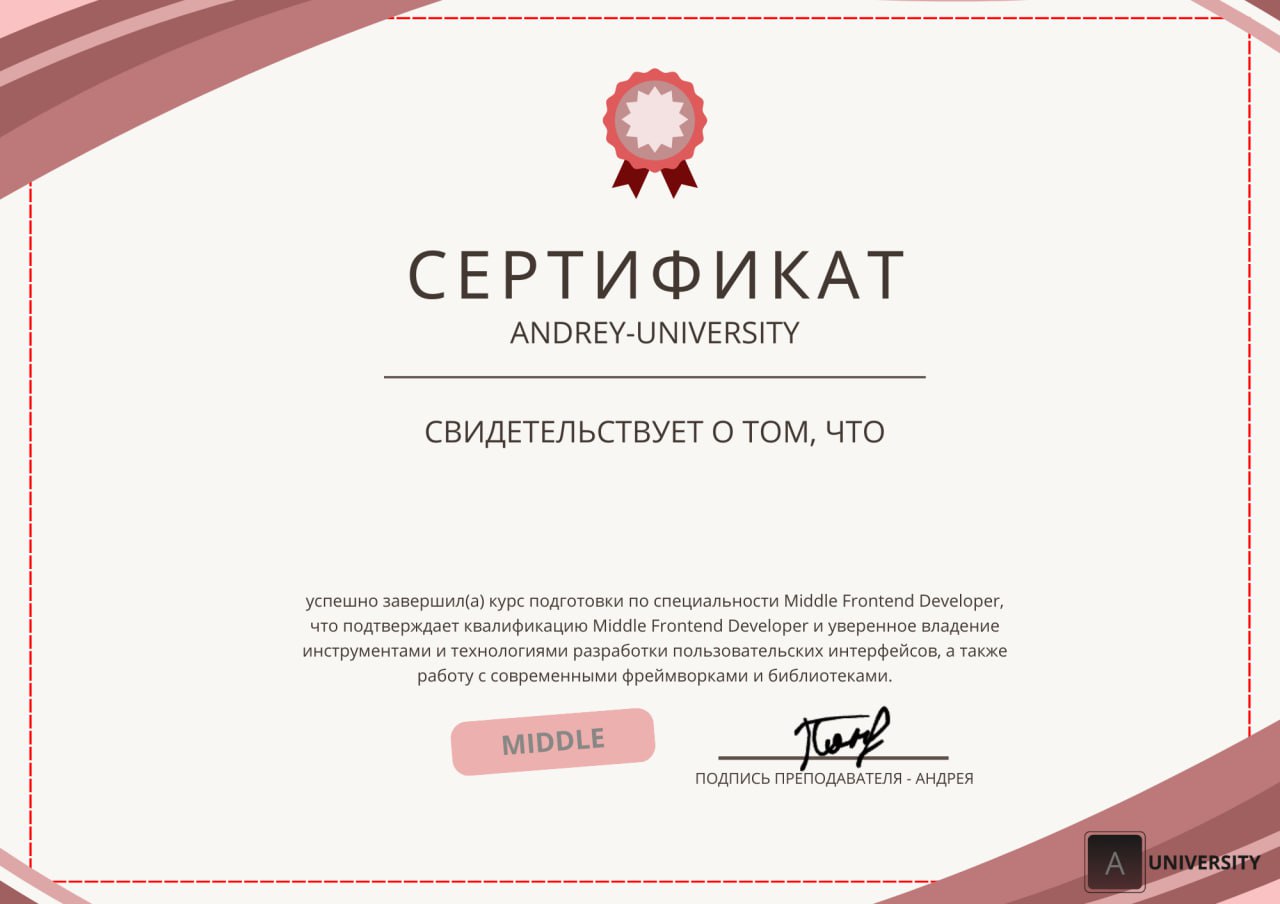 СЕРТИФИКАТ
ANDREY-UNIVERSITY
СВИДЕТЕЛЬСТВУЕТ О ТОМ, ЧТО
успешно завершил(а) курс подготовки по специальности Middle Frontend Developer,
что подтверждает квалификацию Middle Frontend Developer и уверенное владение
инструментами и технологиями разработки пользовательских интерфейсов, а также
работу с современными фреймворками и библиотеками.
MIDDLE
ПОДПИСЬ ПРЕПОДАВАТЕЛЯ - АНДРЕЯ
A UNIVERSITY